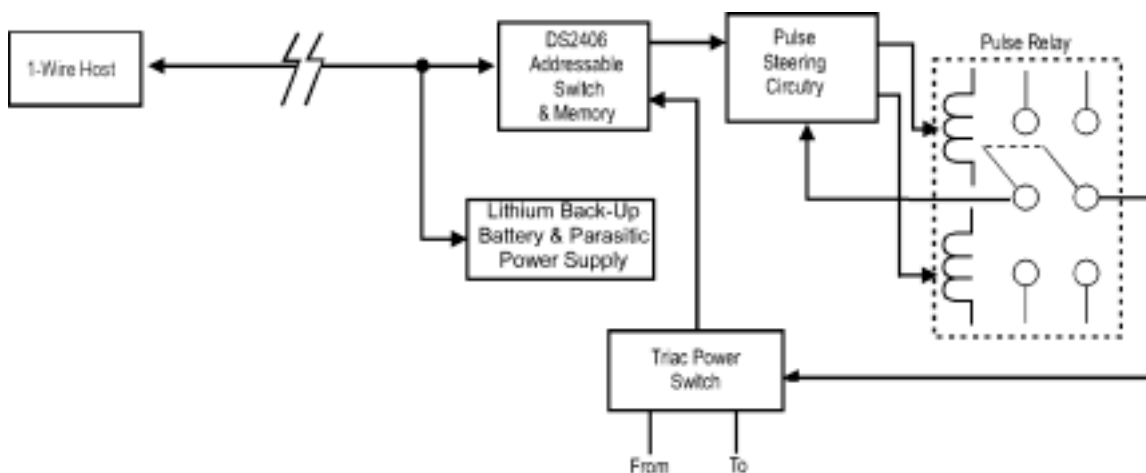 1-Wire Host
DS2406
Addressable
Switch
& Memory
Pulse
Steering
Circutry
Pulse Relay
Lithium Back-Up
Battery & Parasitic
Power Supply
Triac Power
Switch
From
To